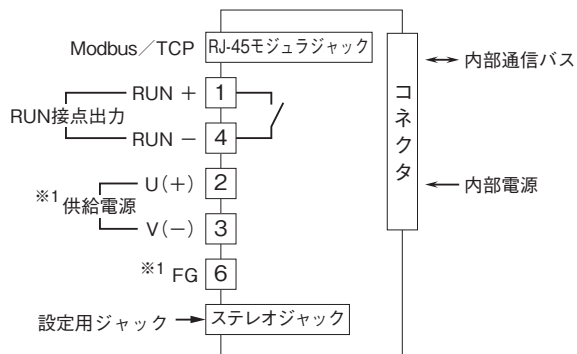 Modbus/TCP RJ-45モジュラジャック
内部通信バス
RUN + 1
RUN接点出力
RUN − 4
コネクタ
U(+) 2
※1 供給電源
内部電源
V(−) 3
※1 FG 6
設定用ジャック ステレオジャック